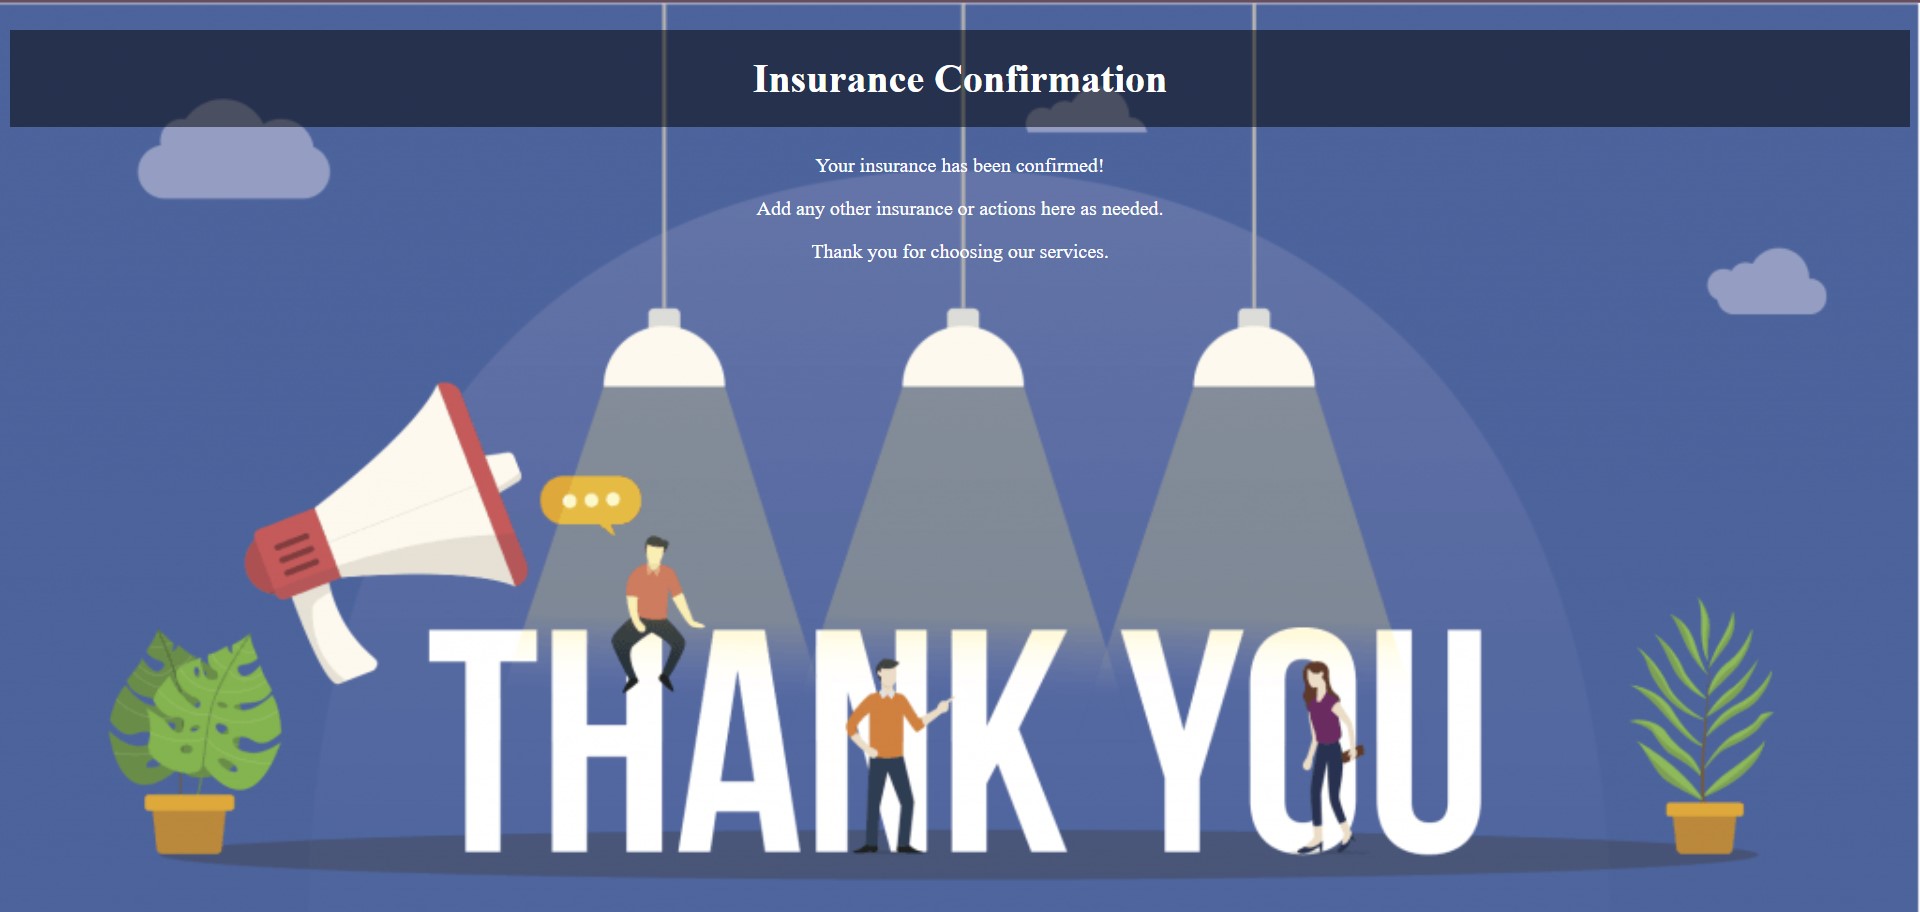 Insurance Confirmation
Your insurance has been confirmed!
Add any other insurance or actions here as needed.
Thank you for choosing our services.
THANK YOU